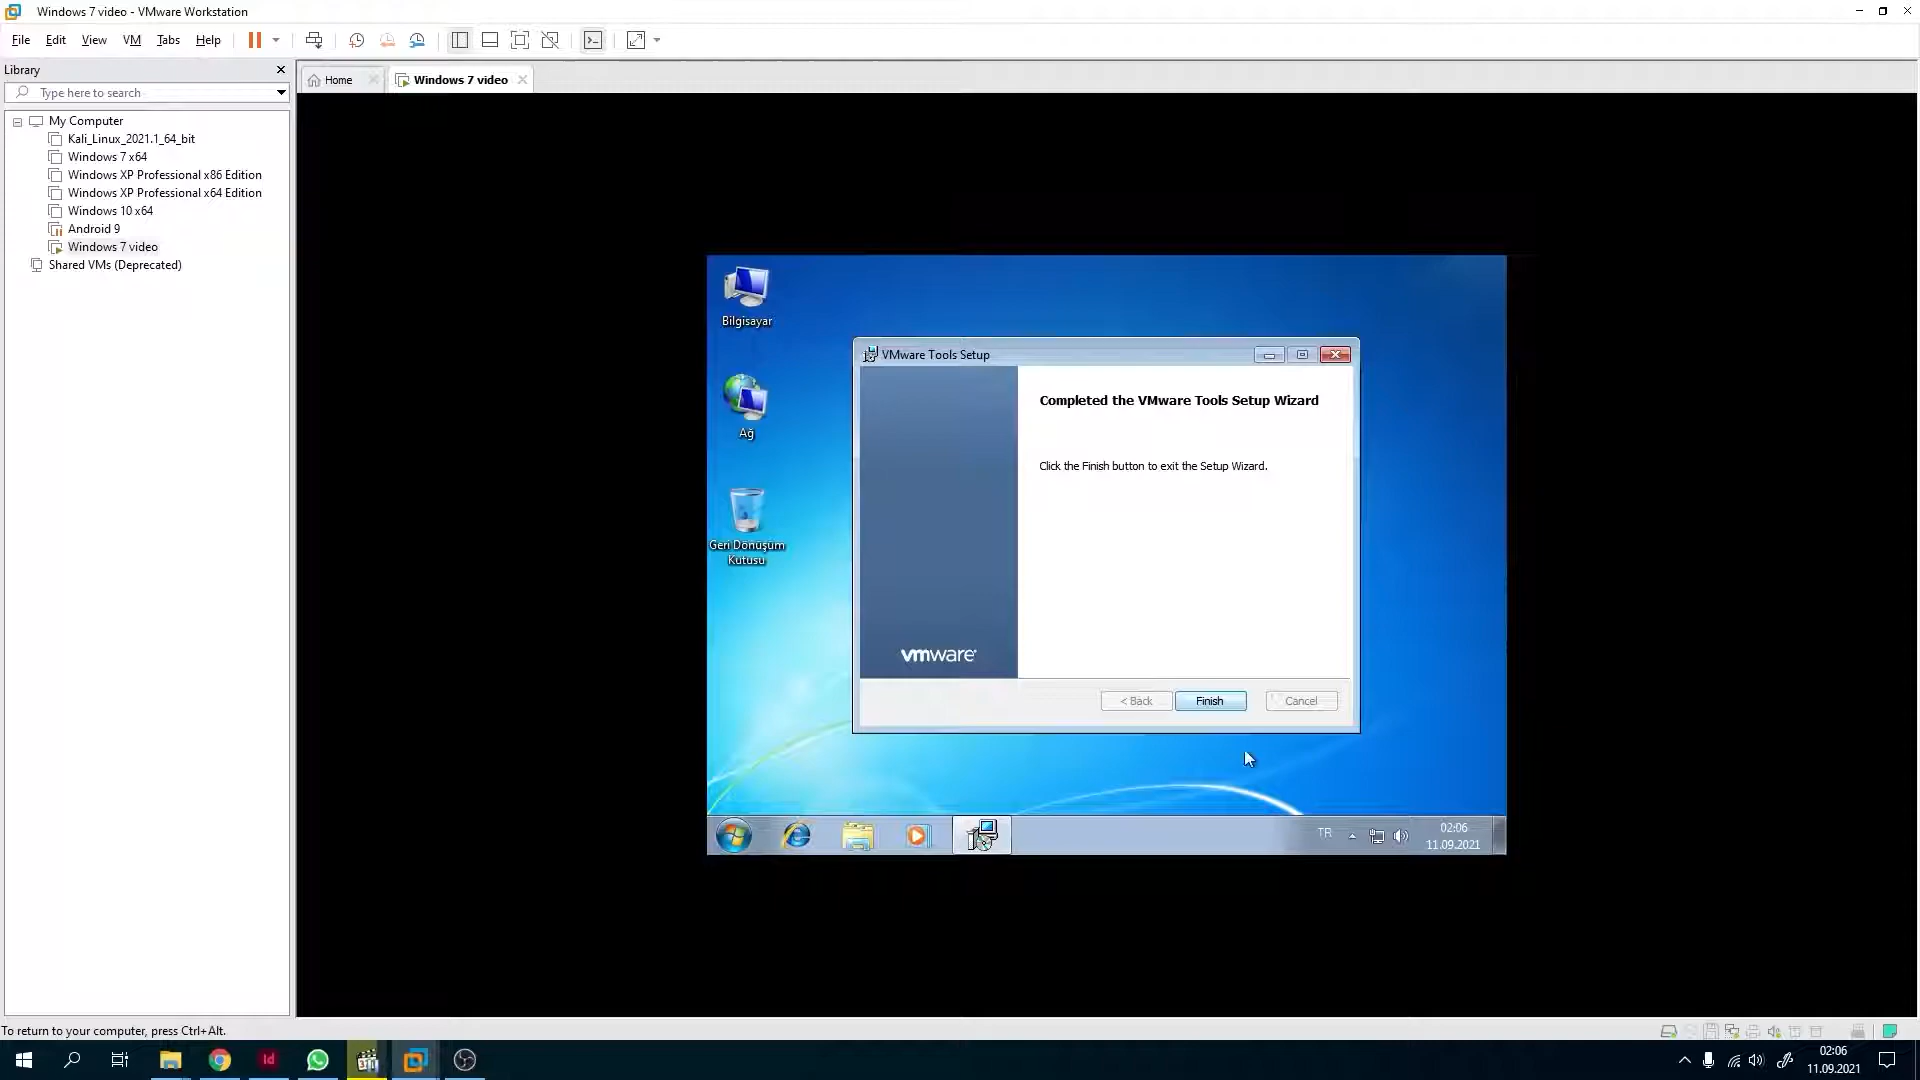 Windows 7 video - VMware Workstation
File Edit View VM Tabs Help
Library
Type here to search
My Computer
Kali_Linux_2021.1_64_bit
Windows 7 x64
Windows XP Professional x86 Edition
Windows XP Professional x64 Edition
Windows 10 x64
Android 9
Windows 7 video
Shared VMs (Deprecated)
Home
Windows 7 video
Bilgisayar
Ağ
Geri Dönüşüm
Kutusu
VMware Tools Setup
Completed the VMware Tools Setup Wizard
Click the Finish button to exit the Setup Wizard.
vmware
< Back Finish Cancel
TR
02:06
11.09.2021
To return to your computer, press Ctrl+Alt.
Id
02:06
11.09.2021